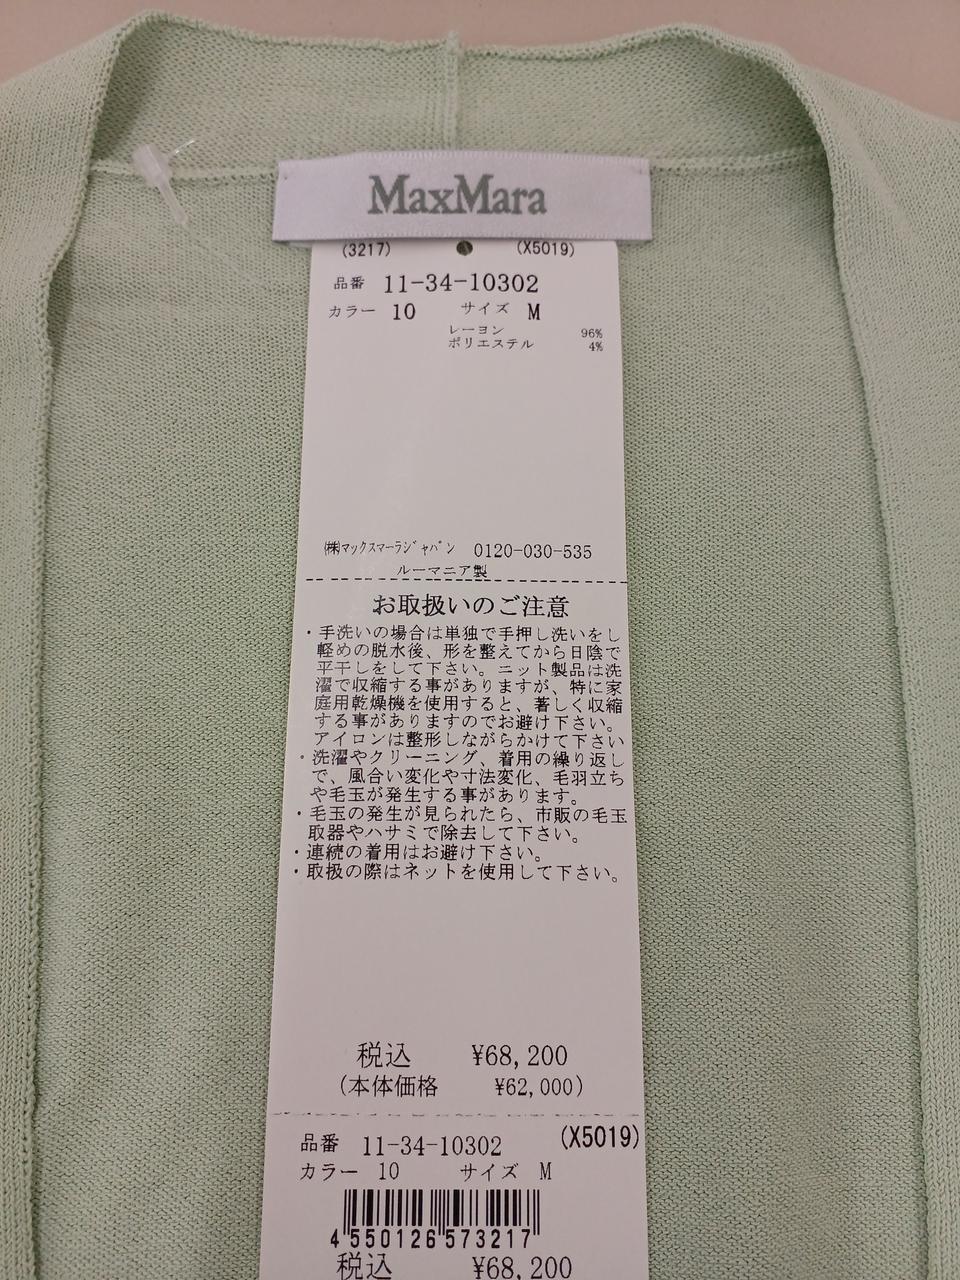 MaxMara
(3217) (X5019)
品番 11-34-10302
カラー 10 サイズ M
レーヨン 96%
ポリエステル 4%
㈱マックスマーラジャパン 0120-030-535
ルーマニア製
お取扱いのご注意
・手洗いの場合は単独で手押し洗いをし
軽めの脱水後、形を整えてから日陰で
平干しをして下さい。ニット製品は洗
濯で収縮する事がありますが、特に家
庭用乾燥機を使用すると、著しく収縮
する事がありますのでお避け下さい。
アイロンは整形しながらかけて下さい
・洗濯やクリーニング、着用の繰り返し
で、風合い変化や寸法変化、毛羽立ち
や毛玉が発生する事があります。
・毛玉の発生が見られたら、市販の毛玉
取器やハサミで除去して下さい。
・連続の着用はお避け下さい。
・取扱の際はネットを使用して下さい。
税込 ¥68,200
(本体価格 ¥62,000)
品番 11-34-10302 (X5019)
カラー 10 サイズ M
4 550126 573217
税込 ¥68,200